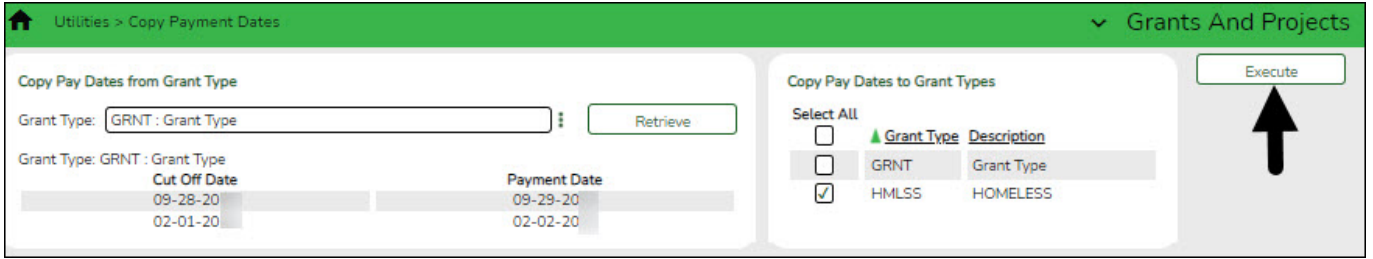 Utilities > Copy Payment Dates
Grants And Projects
Copy Pay Dates from Grant Type
Grant Type: GRNT : Grant Type
Retrieve
Grant Type: GRNT : Grant Type
Cut Off Date Payment Date
09-28-20 09-29-20
02-01-20 02-02-20
Copy Pay Dates to Grant Types
Select All
Grant Type Description
GRNT Grant Type
HMLSS HOMELESS
Execute